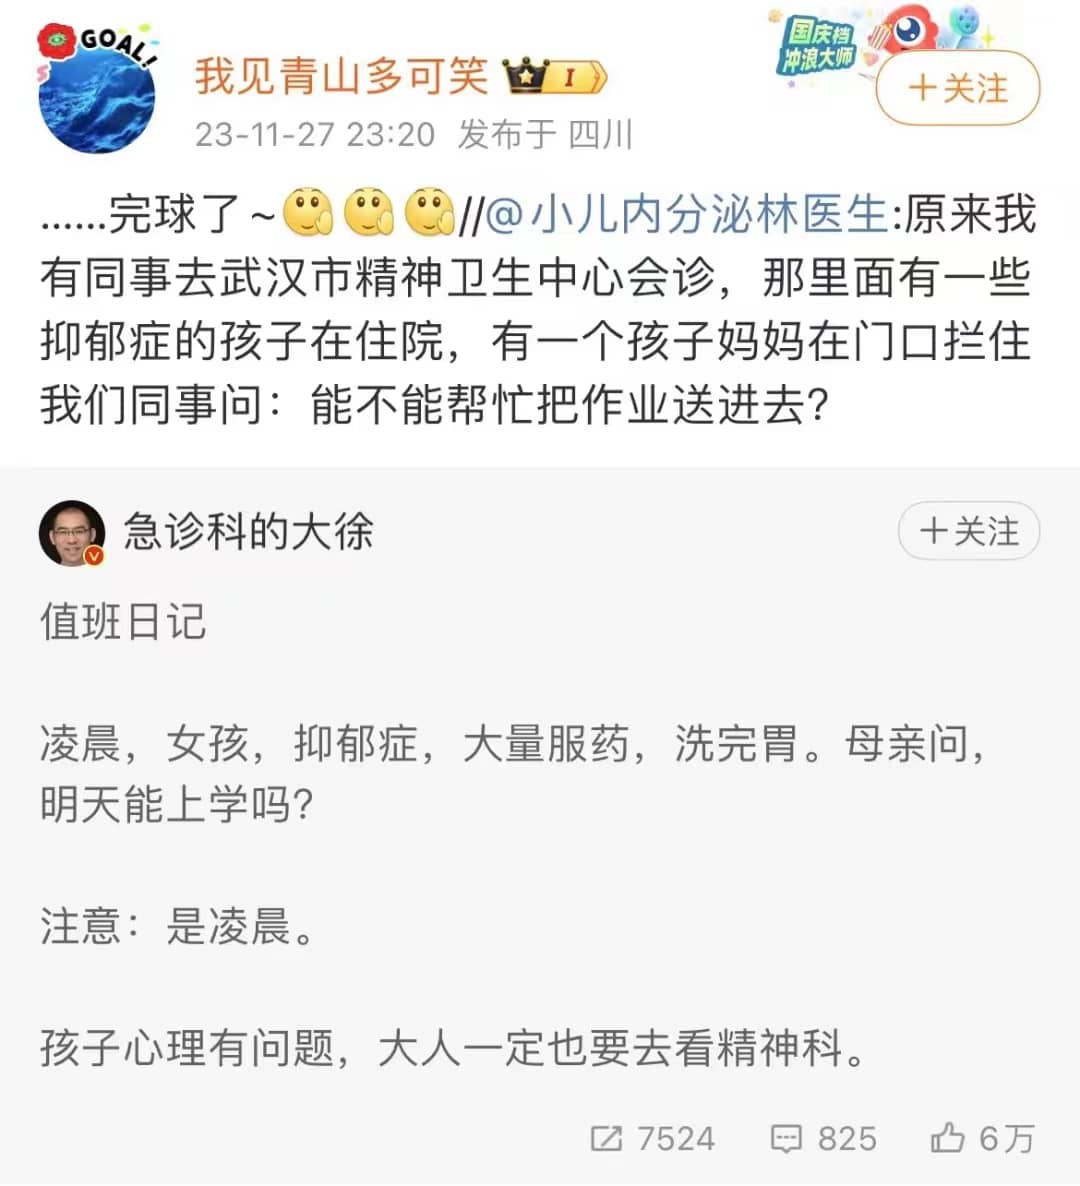 GOAL!
我见青山多可笑 I
国庆档
冲浪大师
+关注
23-11-27 23:20 发布于 四川
......完球了~//@小儿内分泌林医生:原来我
有同事去武汉市精神卫生中心会诊，那里面有一些
抑郁症的孩子在住院，有一个孩子妈妈在门口拦住
我们同事问：能不能帮忙把作业送进去？
急诊科的大徐
+关注
值班日记
凌晨，女孩，抑郁症，大量服药，洗完胃。母亲问，
明天能上学吗？
注意：是凌晨。
孩子心理有问题，大人一定也要去看精神科。
7524 825 6万